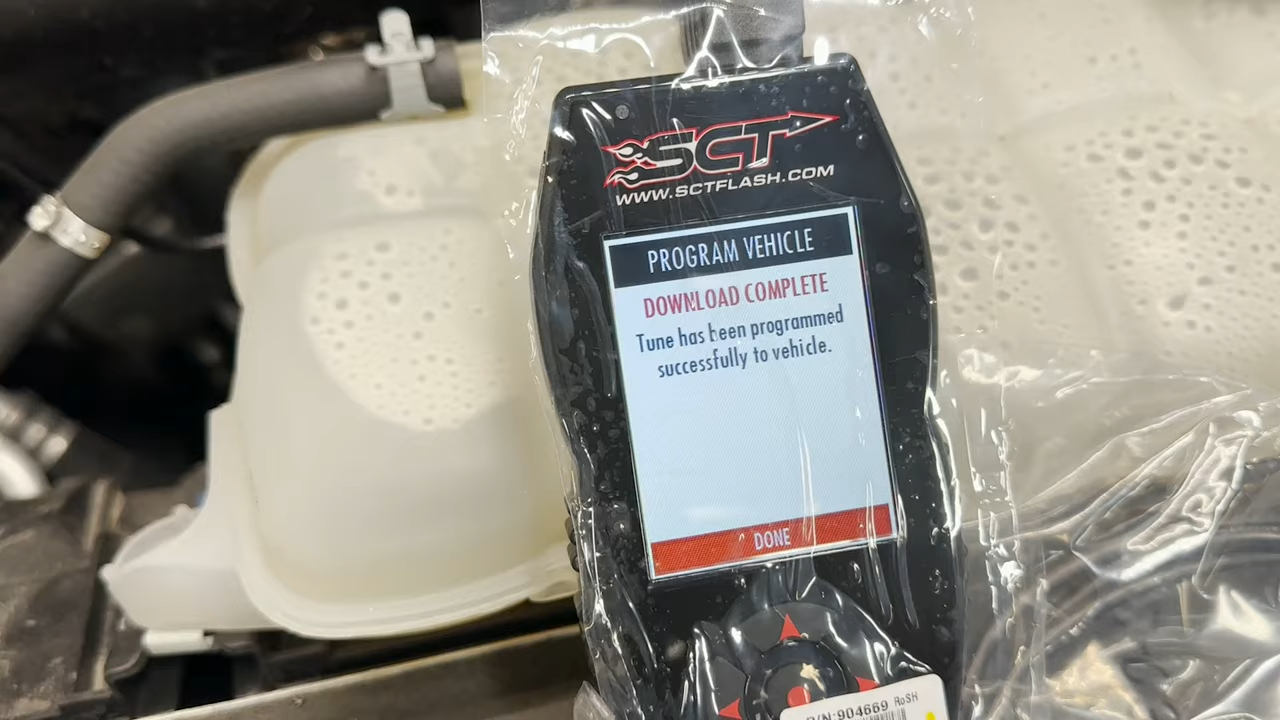 SCT
WWW.SCTFLASH.COM
PROGRAM VEHICLE
DOWNLOAD COMPLETE
Tune has been programmed
successfully to vehicle.
DONE
P/N:904669 RoSH